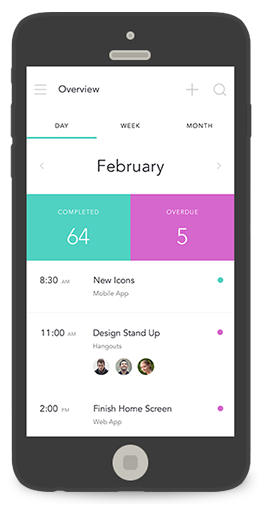 Overview
DAY WEEK MONTH
February
COMPLETED OVERDUE
64 5
8:30 AM New Icons
Mobile App
11:00 AM Design Stand Up
Hangouts
2:00 PM Finish Home Screen
Web App